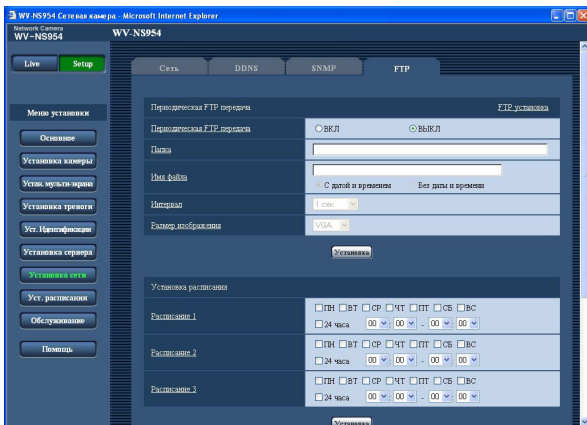 WV-NS954 Сетевая камера - Microsoft Internet Explorer
Network Camera
WV-NS954
WV-NS954
Live Setup
Сеть DDNS SNMP FTP
Меню установки
Основное
Установка камеры
Устан. мульти-экрана
Установка тревоги
Уст. Идентификации
Установка сервера
Установка сети
Уст. расписания
Обслуживание
Помощь
Периодическая FTP передача FTP установка
Периодическая FTP передача ВКЛ ВЫКЛ
Папка
Имя файла
С датой и временем Без даты и времени
Интервал 1 сек.
Размер изображения VGA
Установка
Установка расписания
Расписание 1 ПН ВТ СР ЧТ ПТ СБ ВС
24 часа 00 : 00 - 00 : 00
Расписание 2 ПН ВТ СР ЧТ ПТ СБ ВС
24 часа 00 : 00 - 00 : 00
Расписание 3 ПН ВТ СР ЧТ ПТ СБ ВС
24 часа 00 : 00 - 00 : 00
Установка